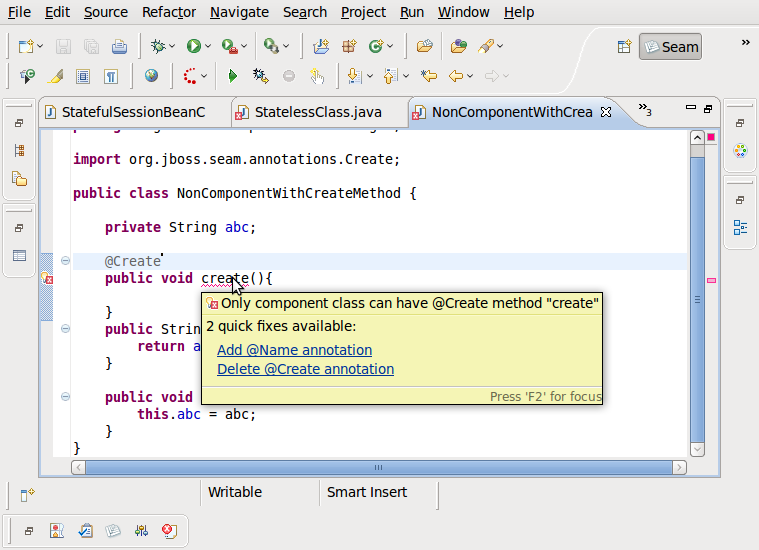 File Edit Source Refactor Navigate Search Project Run Window Help
Seam
StatefulSessionBeanC StatelessClass.java NonComponentWithCrea 3
import org.jboss.seam.annotations.Create;
public class NonComponentWithCreateMethod {
private String abc;
@Create
public void create(){
Only component class can have @Create method "create"
2 quick fixes available:
Add @Name annotation
Delete @Create annotation
Press 'F2' for focus
}
public Strin
return a
}
public void
this.abc = abc;
}
}
Writable Smart Insert